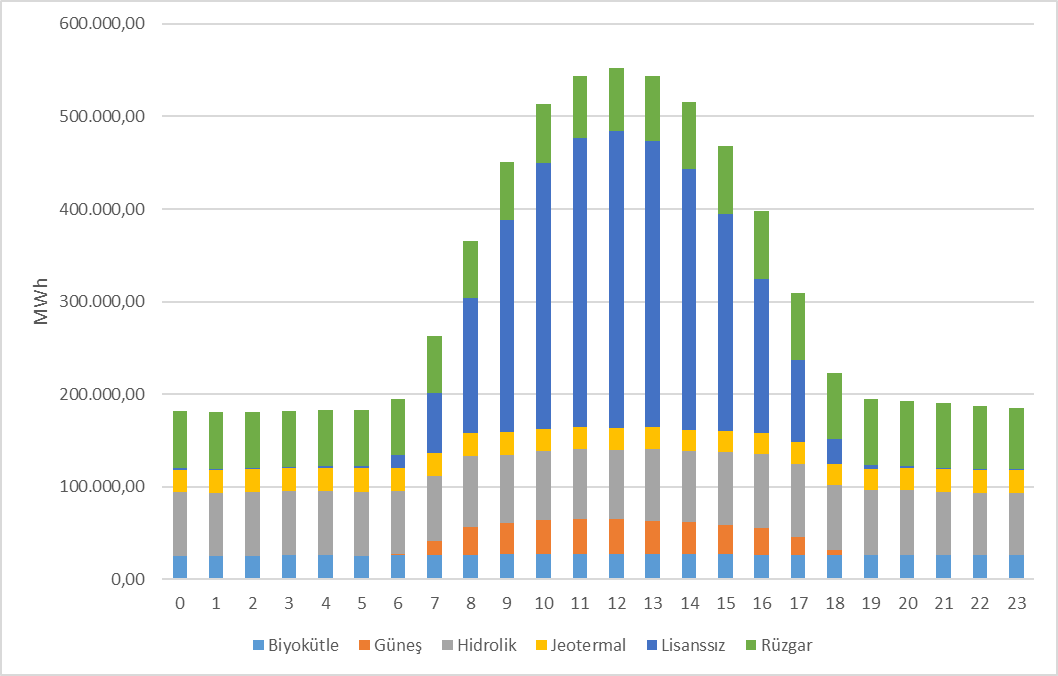 600.000,00
500.000,00
400.000,00
300.000,00
200.000,00
100.000,00
0,00
MWh
0 1 2 3 4 5 6 7 8 9 10 11 12 13 14 15 16 17 18 19 20 21 22 23
Biyokütle Güneş Hidrolik Jeotermal Lisanssız Rüzgar